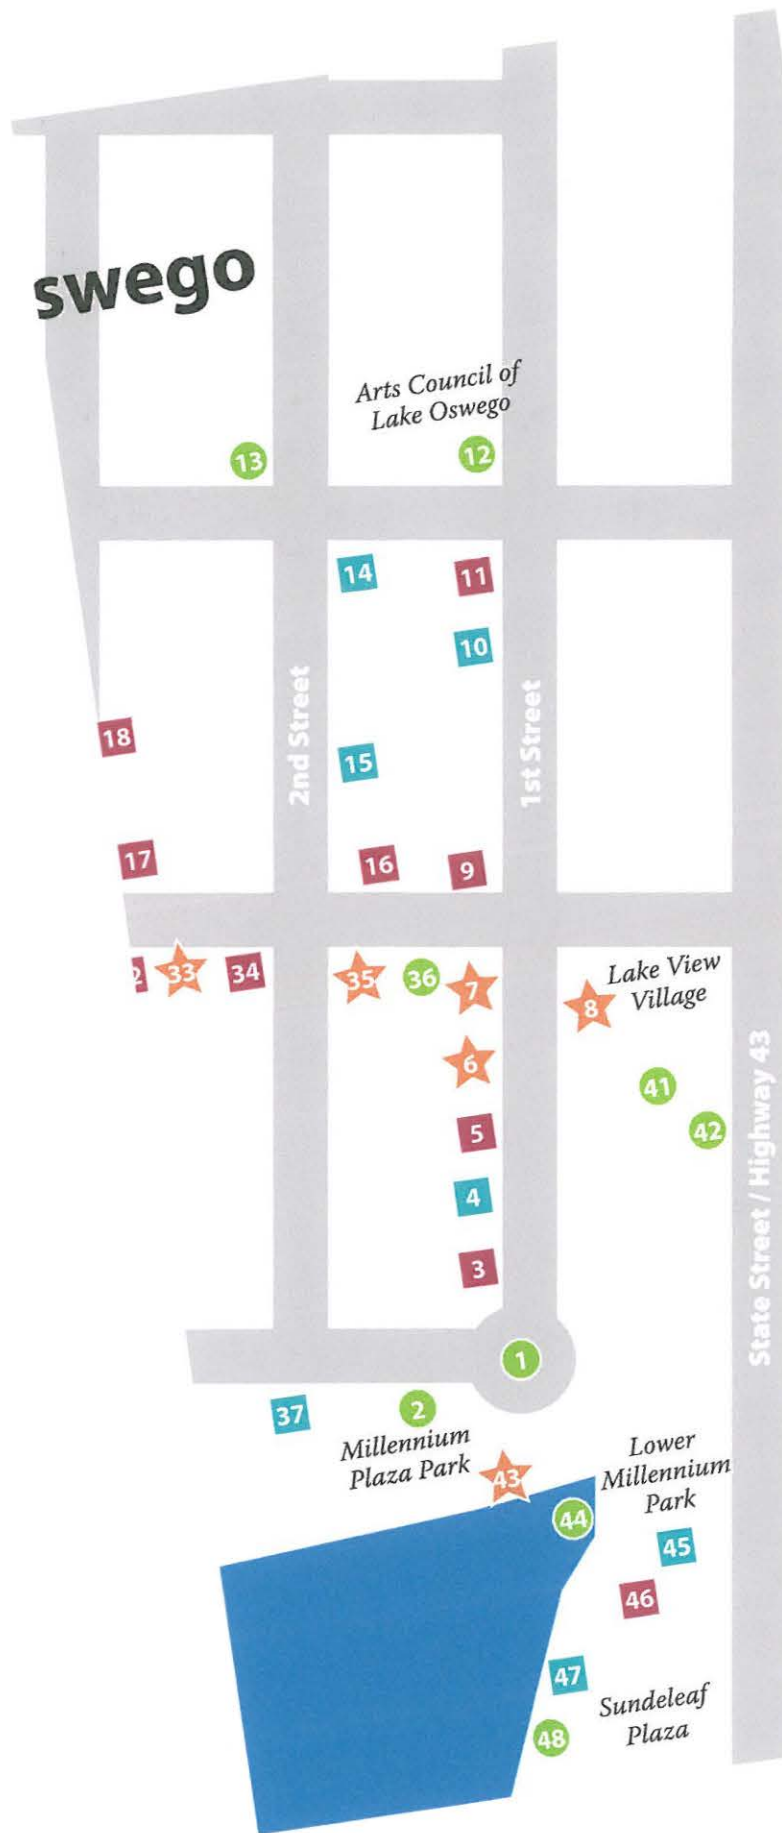 swego
Arts Council of
Lake Oswego
13
12
14
11
10
2nd Street
1st Street
18
15
17
16
9
2
33
34
35
36
7
8
Lake View
Village
6
41
42
5
4
3
State Street / Highway 43
1
37
2
Millennium
Plaza Park
43
Lower
Millennium
Park
44
45
46
47
Sundeleaf
Plaza
48